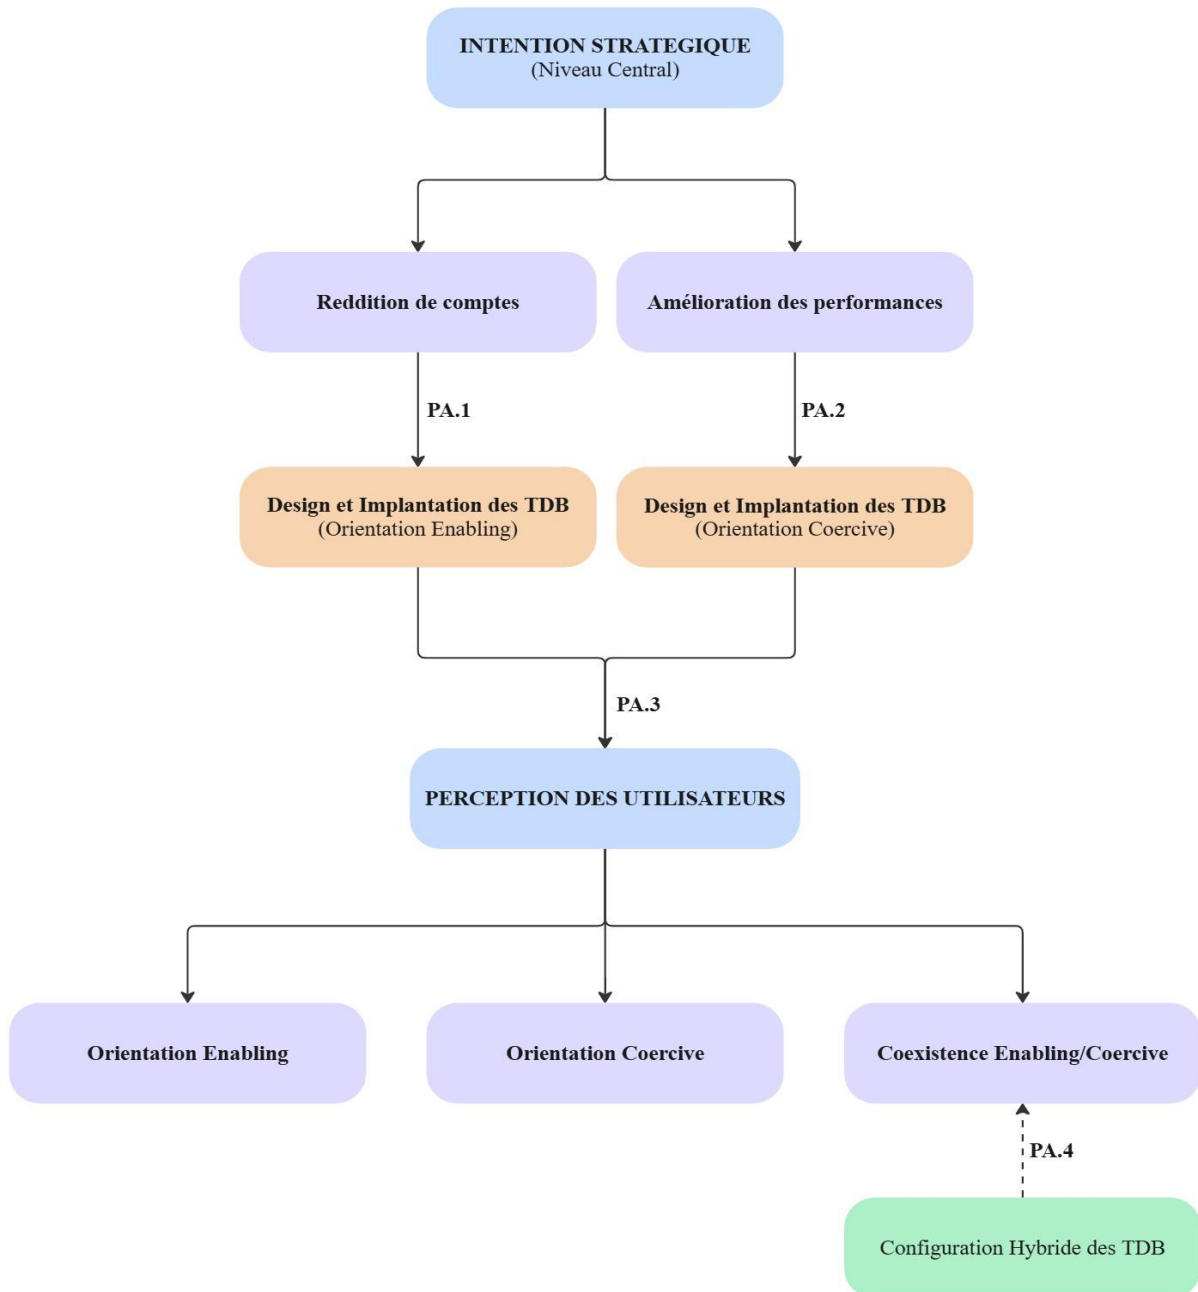 INTENTION STRATEGIQUE
(Niveau Central)
Reddition de comptes
Amélioration des performances
PA.1
PA.2
Design et Implantation des TDB
(Orientation Enabling)
Design et Implantation des TDB
(Orientation Coercive)
PA.3
PERCEPTION DES UTILISATEURS
Orientation Enabling
Orientation Coercive
Coexistence Enabling/Coercive
PA.4
Configuration Hybride des TDB